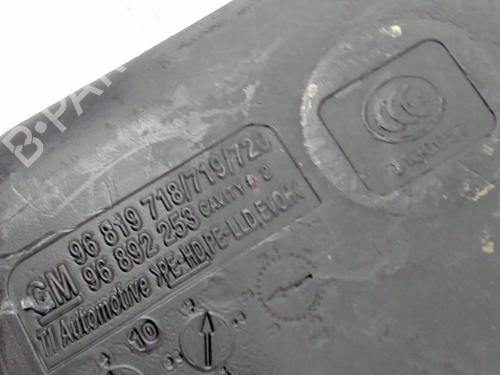 B-PARTS
GM
96 819 718/719/720
96 892 253 CAVITY # 2
TI Automotive >PE-HD,PE-LLD,EVOH<
10